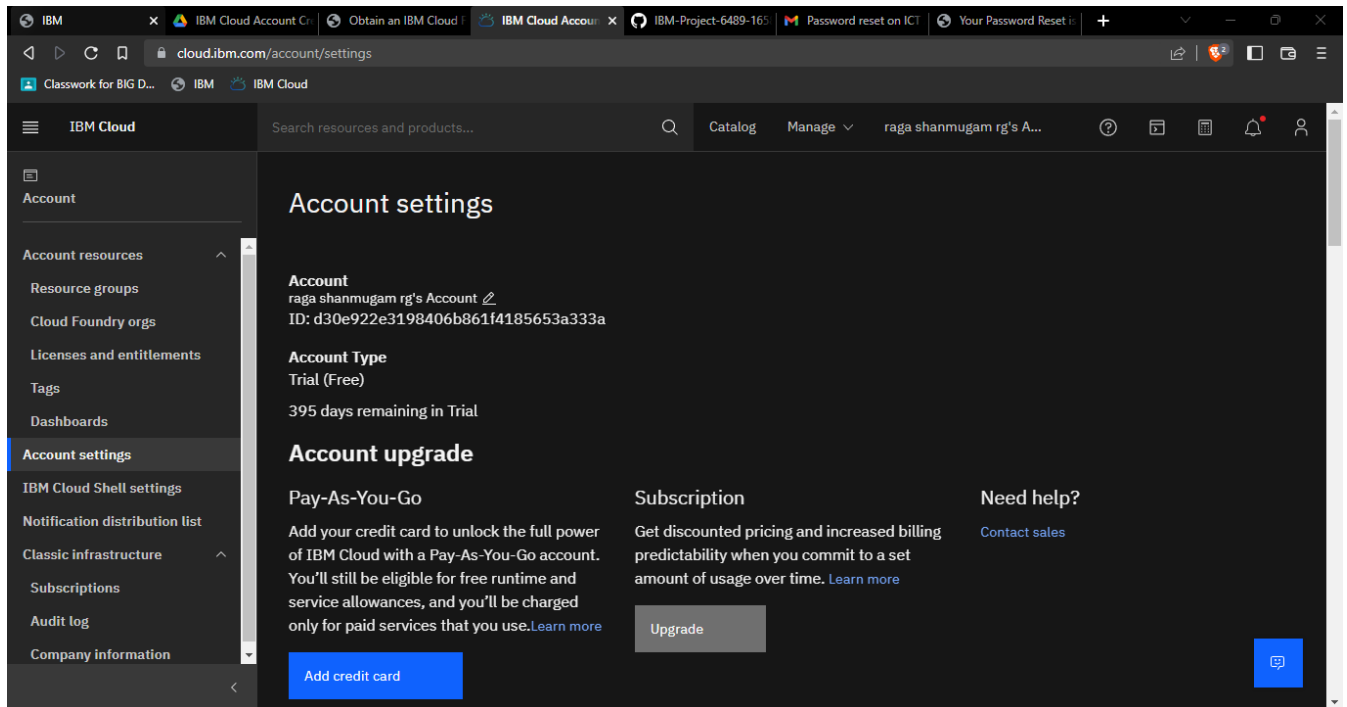 IBM
IBM Cloud Account Cre
Obtain an IBM Cloud F
IBM Cloud Accoun
IBM-Project-6489-165
Password reset on ICT
Your Password Reset is
cloud.ibm.com/account/settings
2
Classwork for BIG D...
IBM
IBM Cloud
IBM Cloud
Search resources and products...
Catalog
Manage
raga shanmugam rg's A...
Account
Account resources
Resource groups
Cloud Foundry orgs
Licenses and entitlements
Tags
Dashboards
Account settings
IBM Cloud Shell settings
Notification distribution list
Classic infrastructure
Subscriptions
Audit log
Company information
Account settings
Account
raga shanmugam rg's Account
ID: d30e922e3198406b861f4185653a333a
Account Type
Trial (Free)
395 days remaining in Trial
Account upgrade
Pay-As-You-Go
Add your credit card to unlock the full power
of IBM Cloud with a Pay-As-You-Go account.
You'll still be eligible for free runtime and
service allowances, and you'll be charged
only for paid services that you use.Learn more
Add credit card
Subscription
Get discounted pricing and increased billing
predictability when you commit to a set
amount of usage over time. Learn more
Upgrade
Need help?
Contact sales